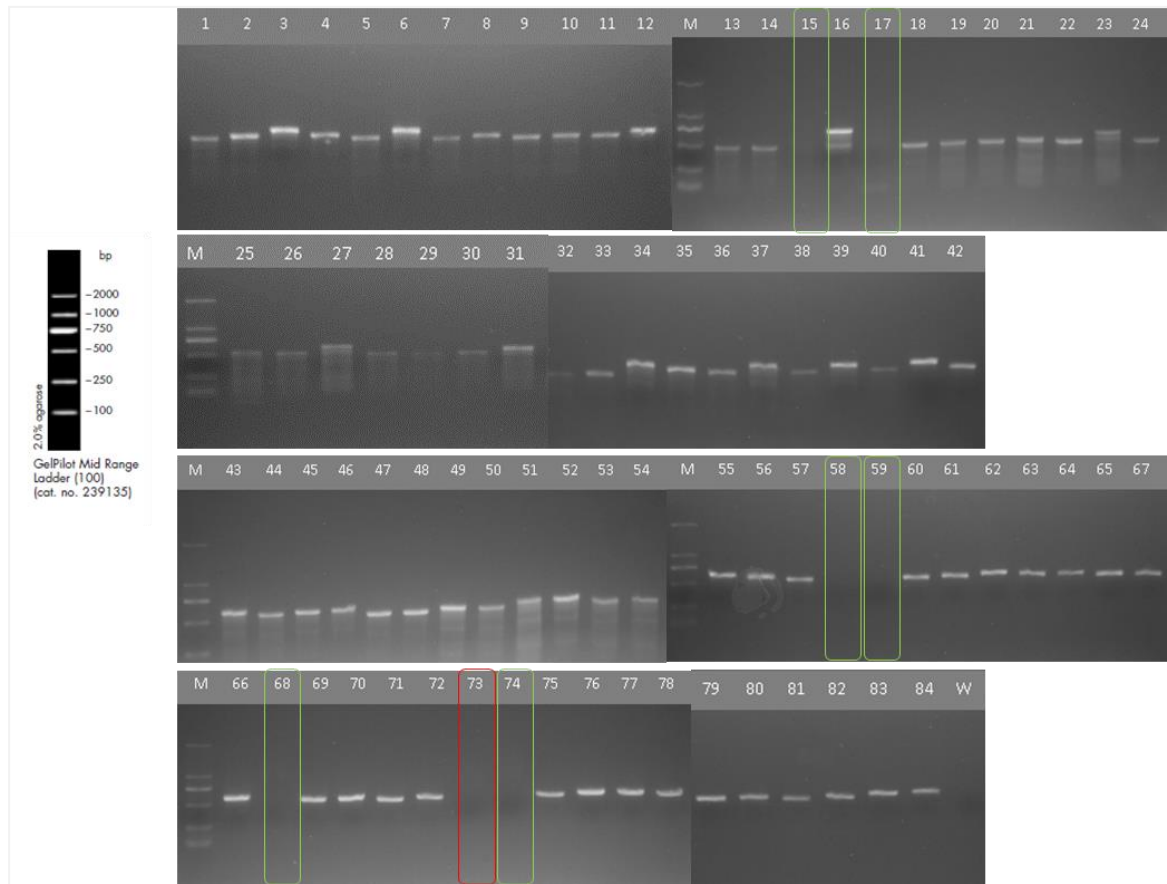 1 2 3 4 5 6 7 8 9 10 11 12
M 13 14 15 16 17 18 19 20 21 22 23 24
M 25 26 27 28 29 30 31
32 33 34 35 36 37 38 39 40 41 42
bp
–2000
–1000
–750
–500
–250
–100
2.0% agarose
GelPilot Mid Range
Ladder (100)
(cat. no. 239135)
M 43 44 45 46 47 48 49 50 51 52 53 54
M 55 56 57 58 59 60 61 62 63 64 65 67
M 66 68 69 70 71 72 73 74 75 76 77 78
79 80 81 82 83 84 W